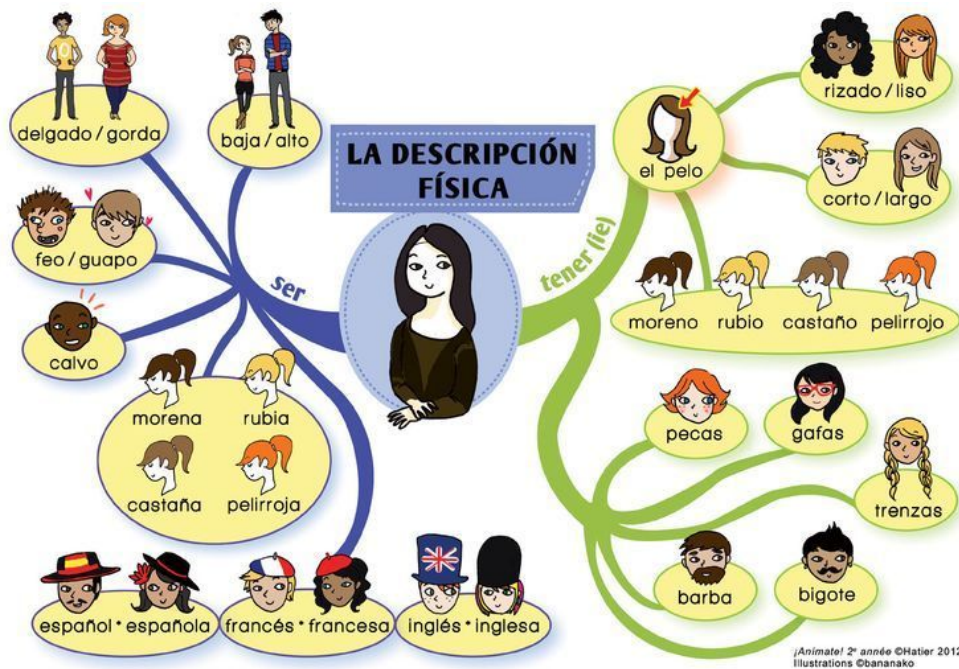 LA DESCRIPCIÓN
FÍSICA
ser
delgado / gorda
baja / alto
feo / guapo
calvo
morena
rubia
castaña
pelirroja
español * española
francés * francesa
inglés * inglesa
tener (ie)
el pelo
rizado / liso
corto / largo
moreno
rubio
castaño
pelirrojo
pecas
gafas
trenzas
barba
bigote
¡Anímate! 2e année ©Hatier 2012
Illustrations ©bananako